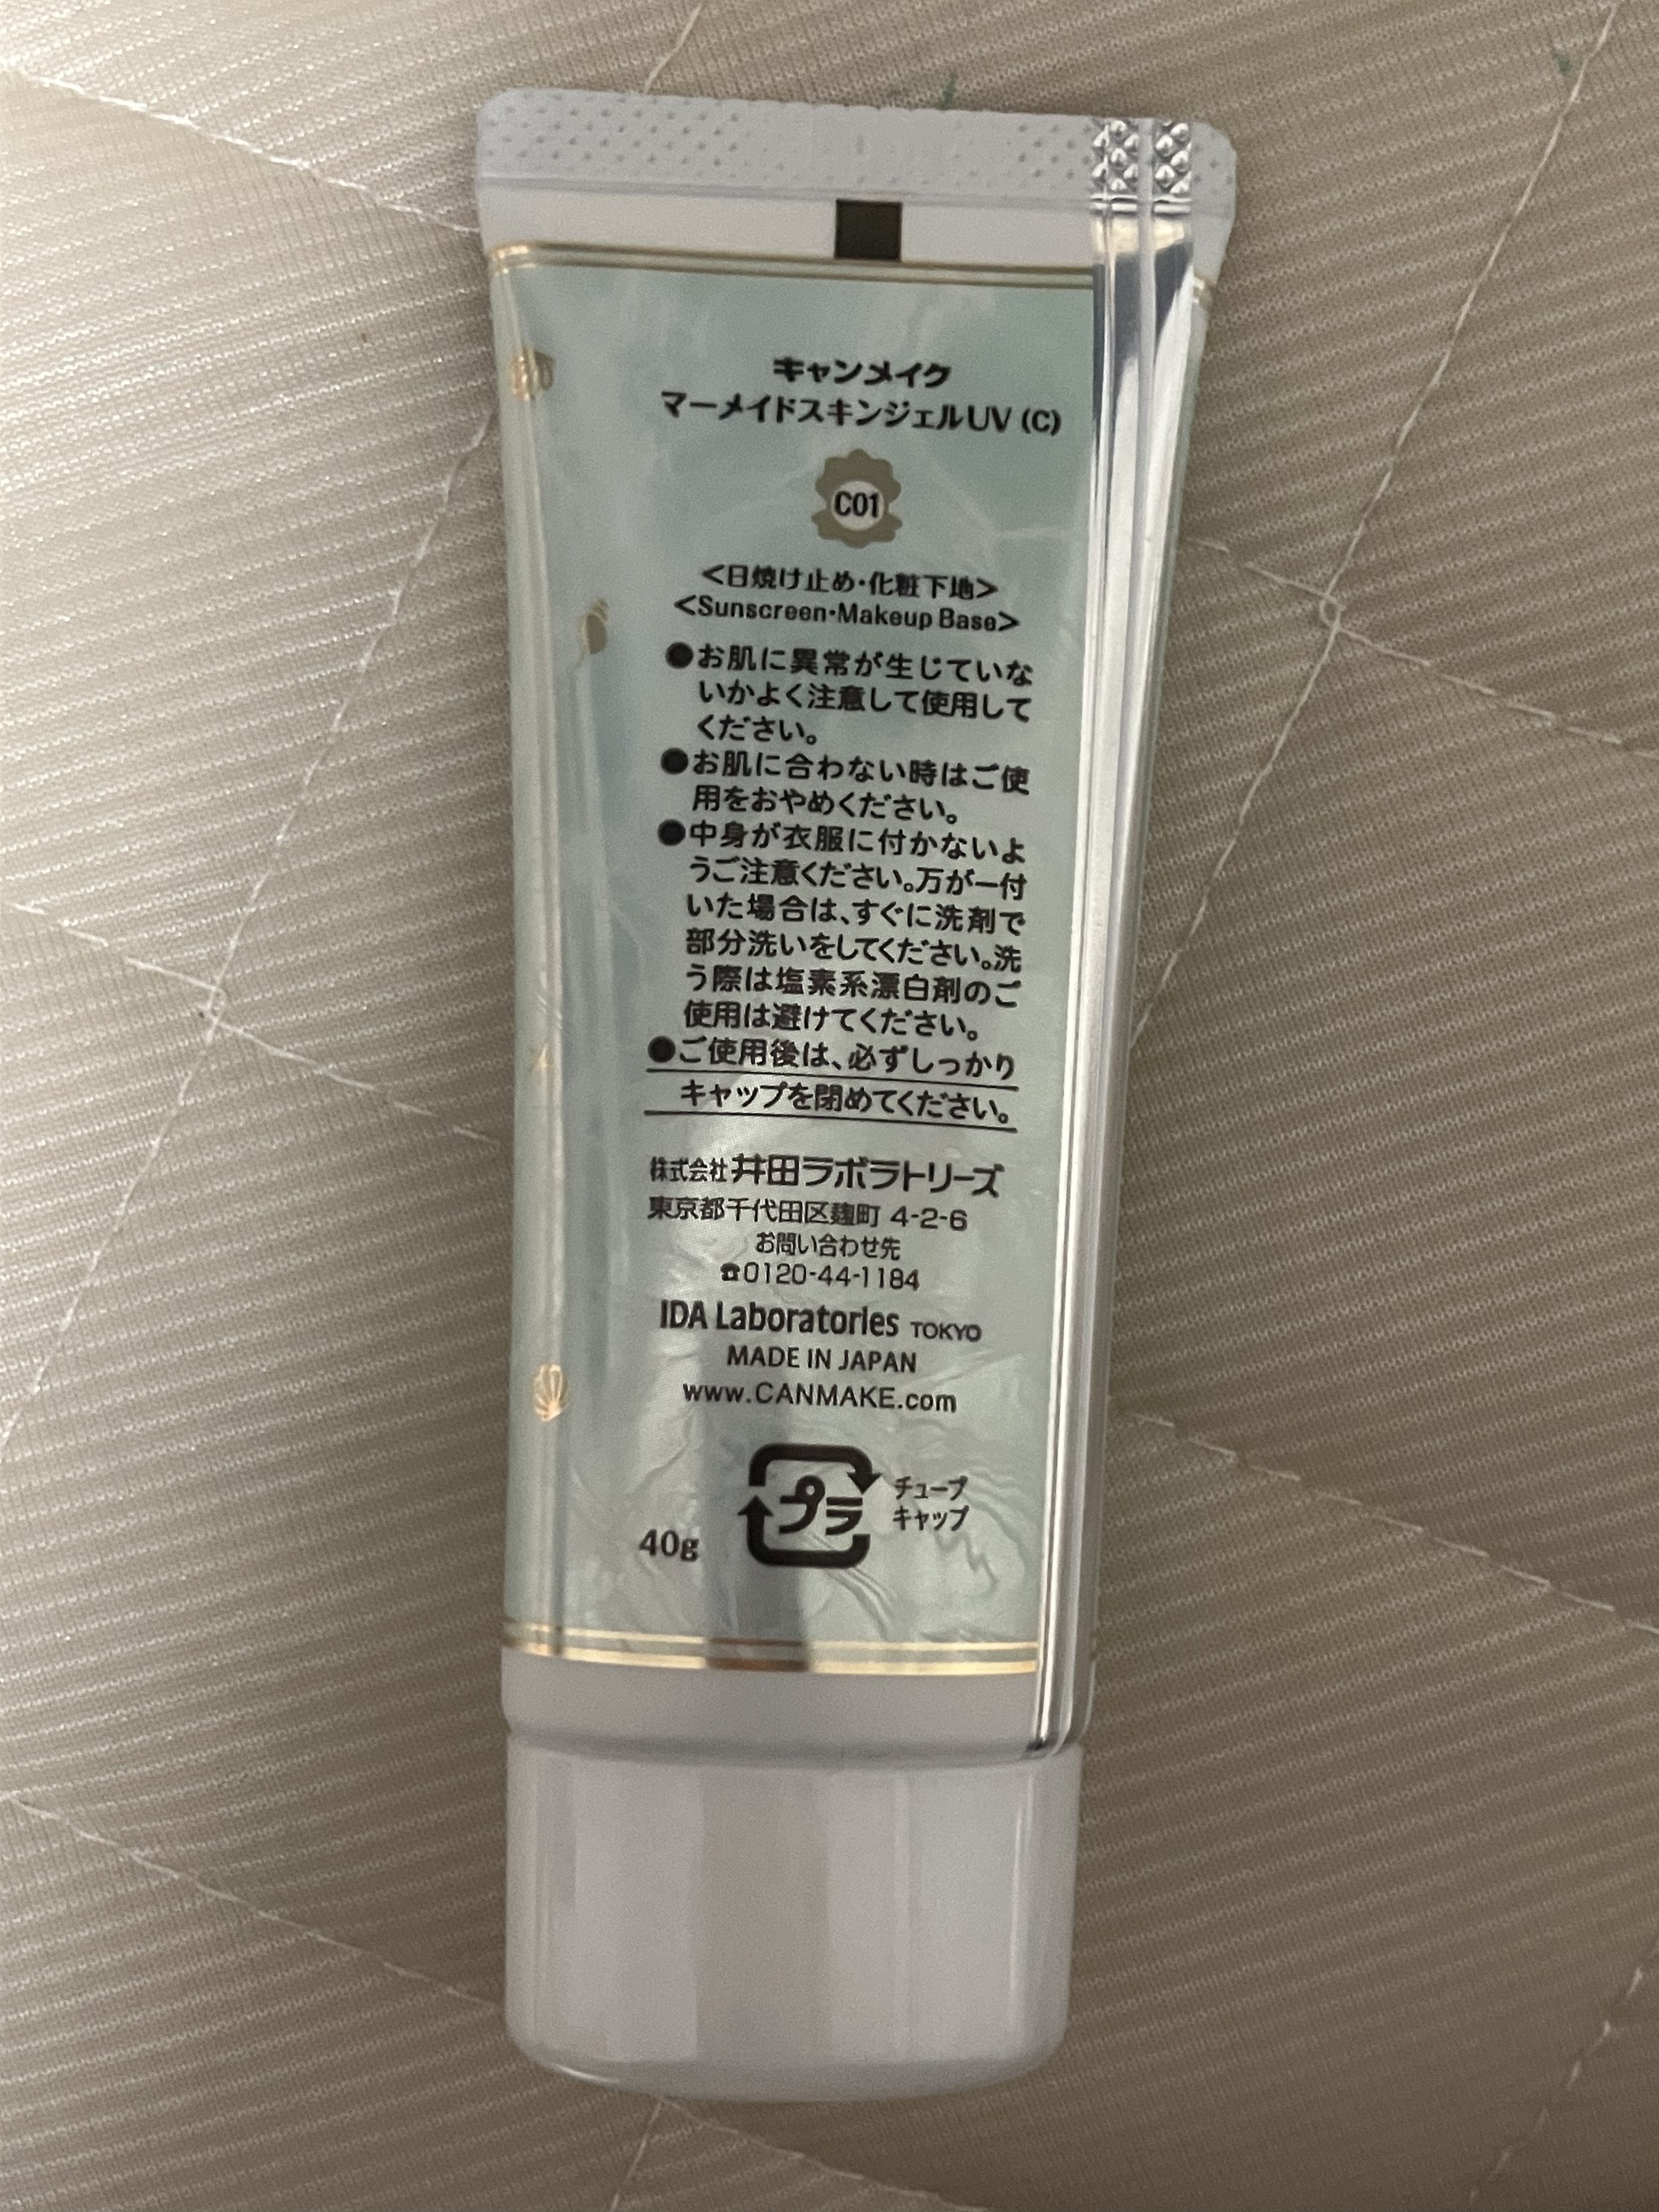 キャンメイク
マーメイドスキンジェルUV (C)
C01
<日焼け止め・化粧下地>
<Sunscreen・Makeup Base>
●お肌に異常が生じていな
いかよく注意して使用して
ください。
●お肌に合わない時はご使
用をおやめください。
●中身が衣服に付かないよ
うご注意ください。万が一付
いた場合は、すぐに洗剤で
部分洗いをしてください。洗
う際は塩素系漂白剤のご
使用は避けてください。
●ご使用後は、必ずしっかり
キャップを閉めてください。
株式会社 井田ラボラトリーズ
東京都千代田区麹町 4-2-6
お問い合わせ先
☎0120-44-1184
IDA Laboratories TOKYO
MADE IN JAPAN
www.CANMAKE.com
プラ
チューブ
キャップ
40g